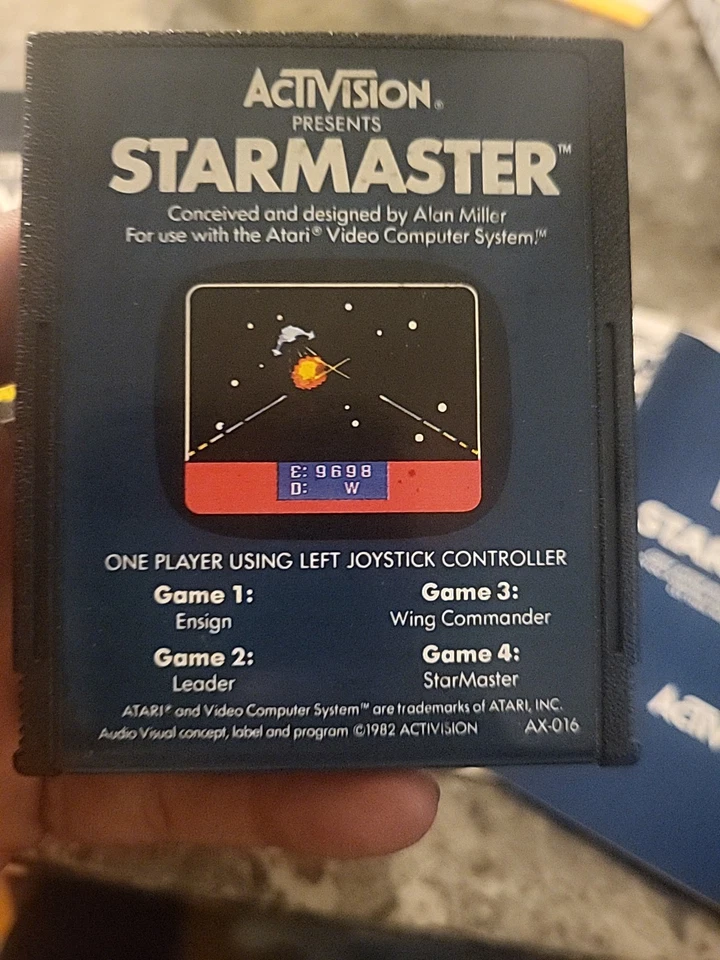 ACTIVISION®
PRESENTS
STARMASTER™
Conceived and designed by Alan Miller
For use with the Atari® Video Computer System.™
E: 9698
D: W
ONE PLAYER USING LEFT JOYSTICK CONTROLLER
Game 1:
Ensign
Game 2:
Leader
Game 3:
Wing Commander
Game 4:
StarMaster
ATARI® and Video Computer System™ are trademarks of ATARI, INC.
Audio Visual concept, label and program ©1982 ACTIVISION AX-016